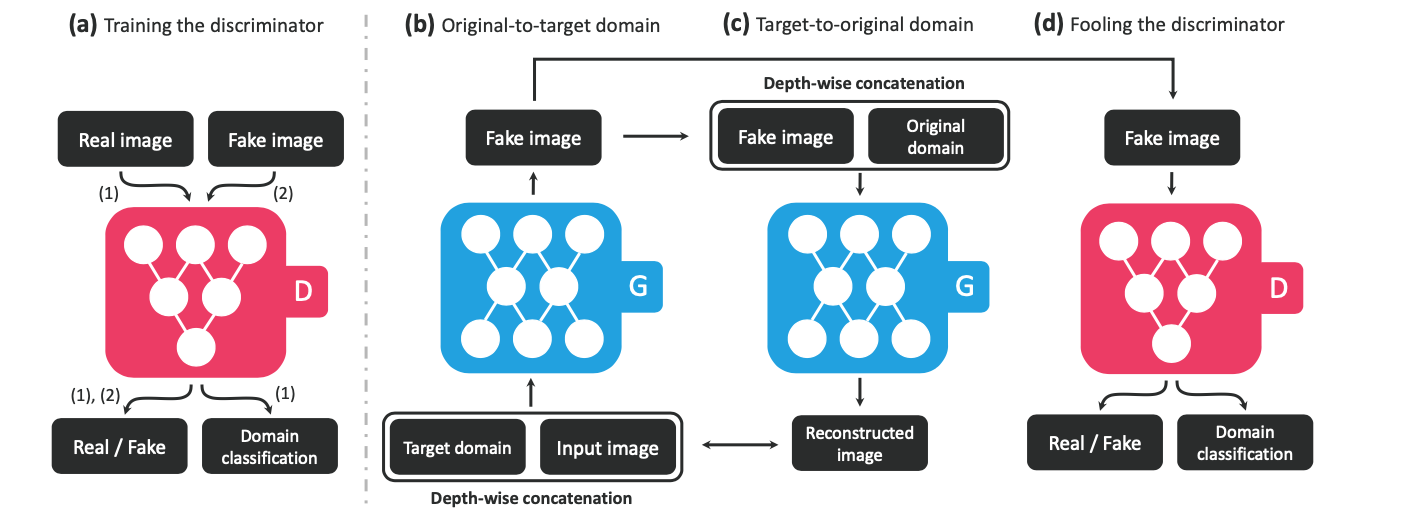 (a) Training the discriminator
(b) Original-to-target domain
(c) Target-to-original domain
(d) Fooling the discriminator
Real image
Fake image
(1)
(2)
D
(1), (2)
(1)
Real / Fake
Domain
classification
Fake image
G
Target domain
Input image
Depth-wise concatenation
Depth-wise concatenation
Fake image
Original
domain
G
Reconstructed
image
Fake image
D
Real / Fake
Domain
classification